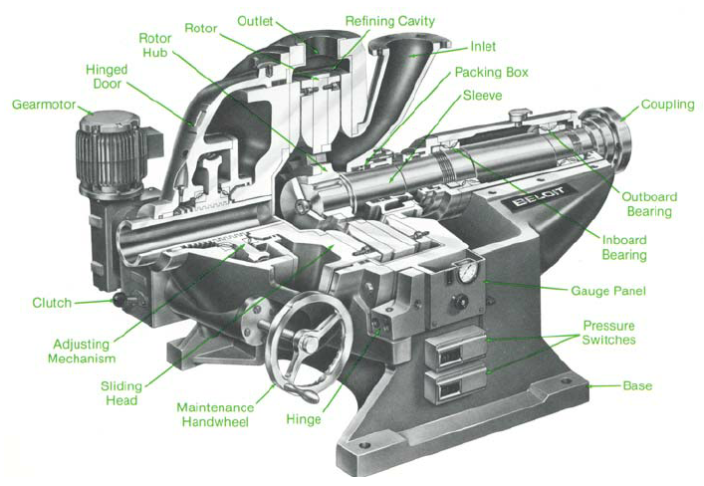 Outlet
Refining Cavity
Rotor
Rotor
Hub
Inlet
Hinged
Door
Packing Box
Gearmotor
Sleeve
Coupling
Outboard
Bearing
BELOIT
Inboard
Bearing
Gauge Panel
Clutch
Adjusting
Mechanism
Pressure
Switches
Sliding
Head
Maintenance
Handwheel
Hinge
Base